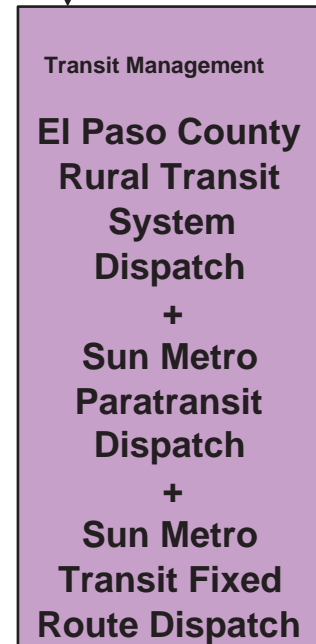 Transit Management
El Paso County
Rural Transit
System
Dispatch
+
Sun Metro
Paratransit
Dispatch
+
Sun Metro
Transit Fixed
Route Dispatch